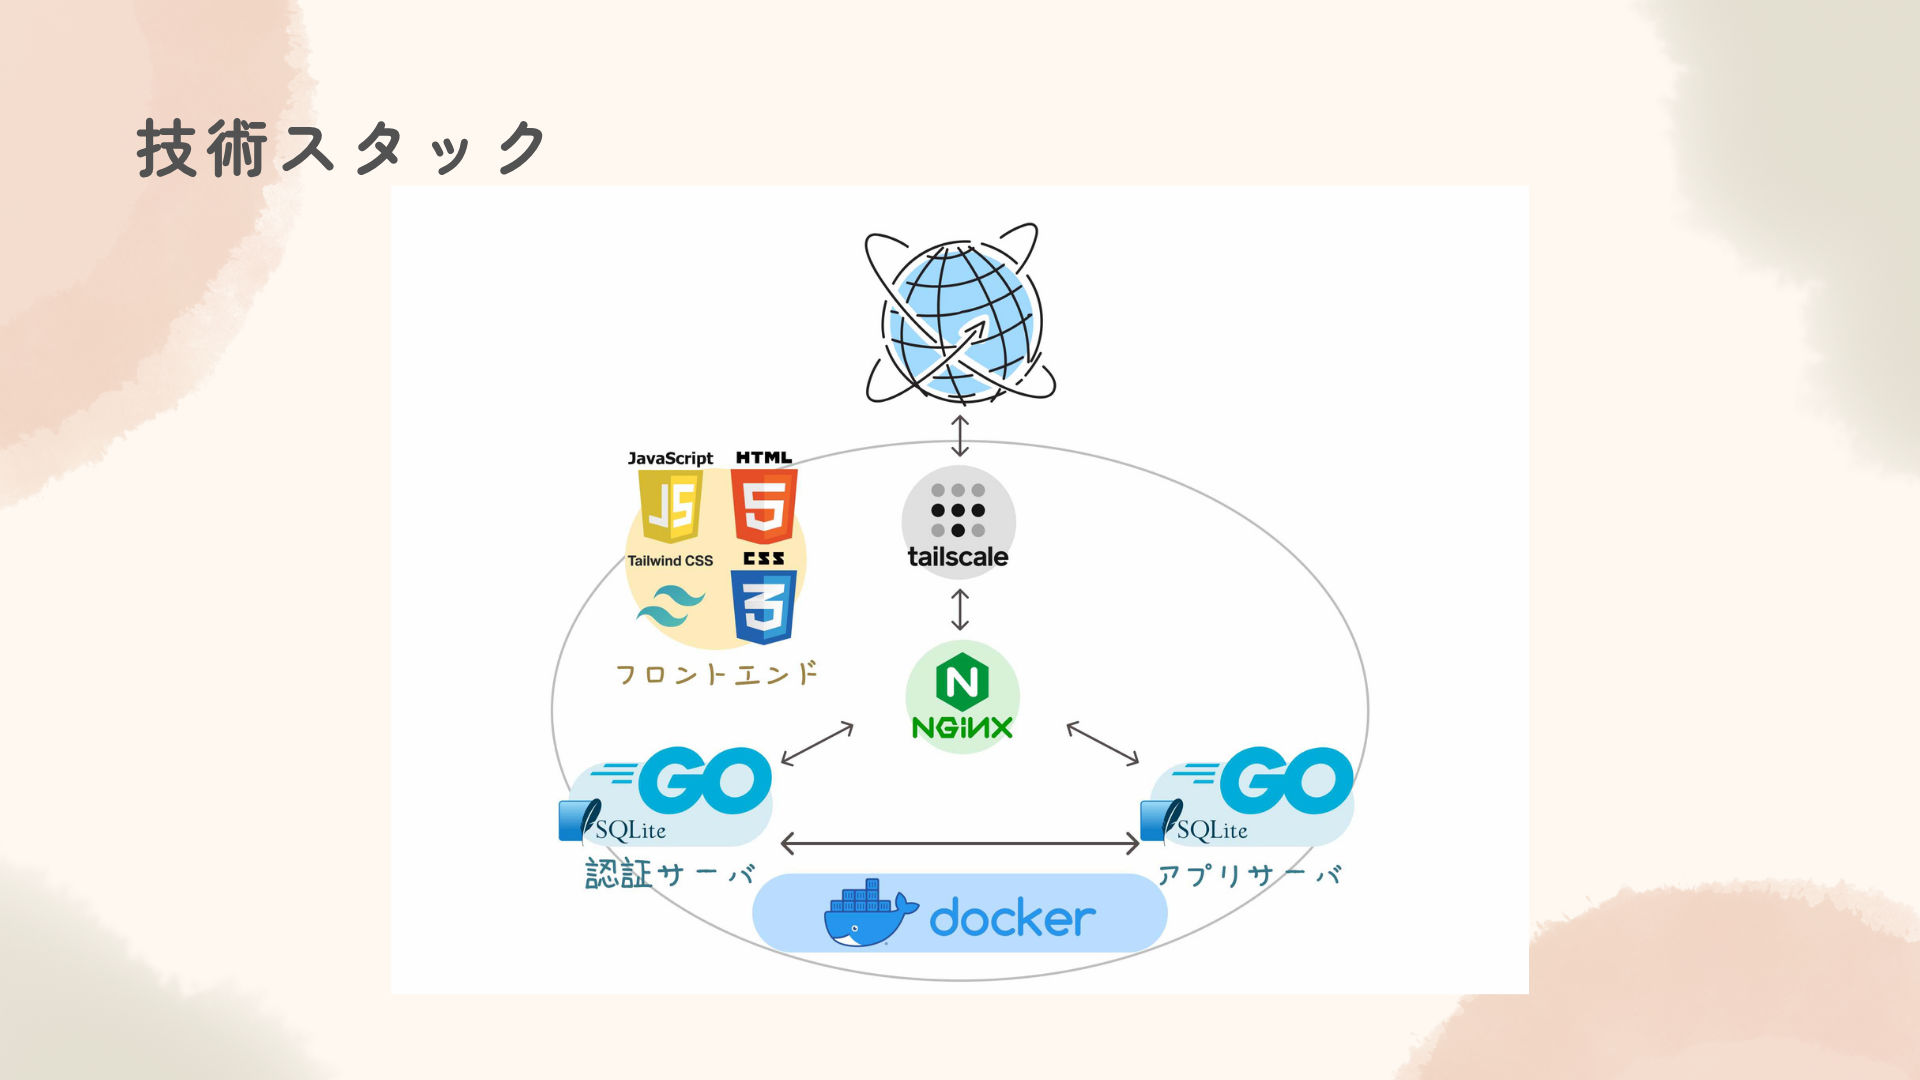 技術スタック
JavaScript
HTML
JS
5
Tailwind CSS
CSS
3
フロントエンド
tailscale
N
NGiNX
GO
SQLite
認証サーバ
GO
SQLite
アプリサーバ
docker